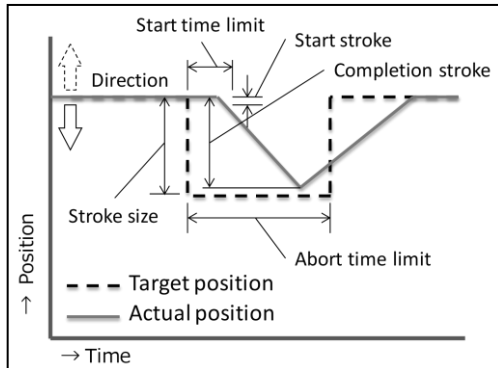 Start time limit
Start stroke
Direction
Completion stroke
Stroke size
Abort time limit
→ Position
Target position
Actual position
→ Time